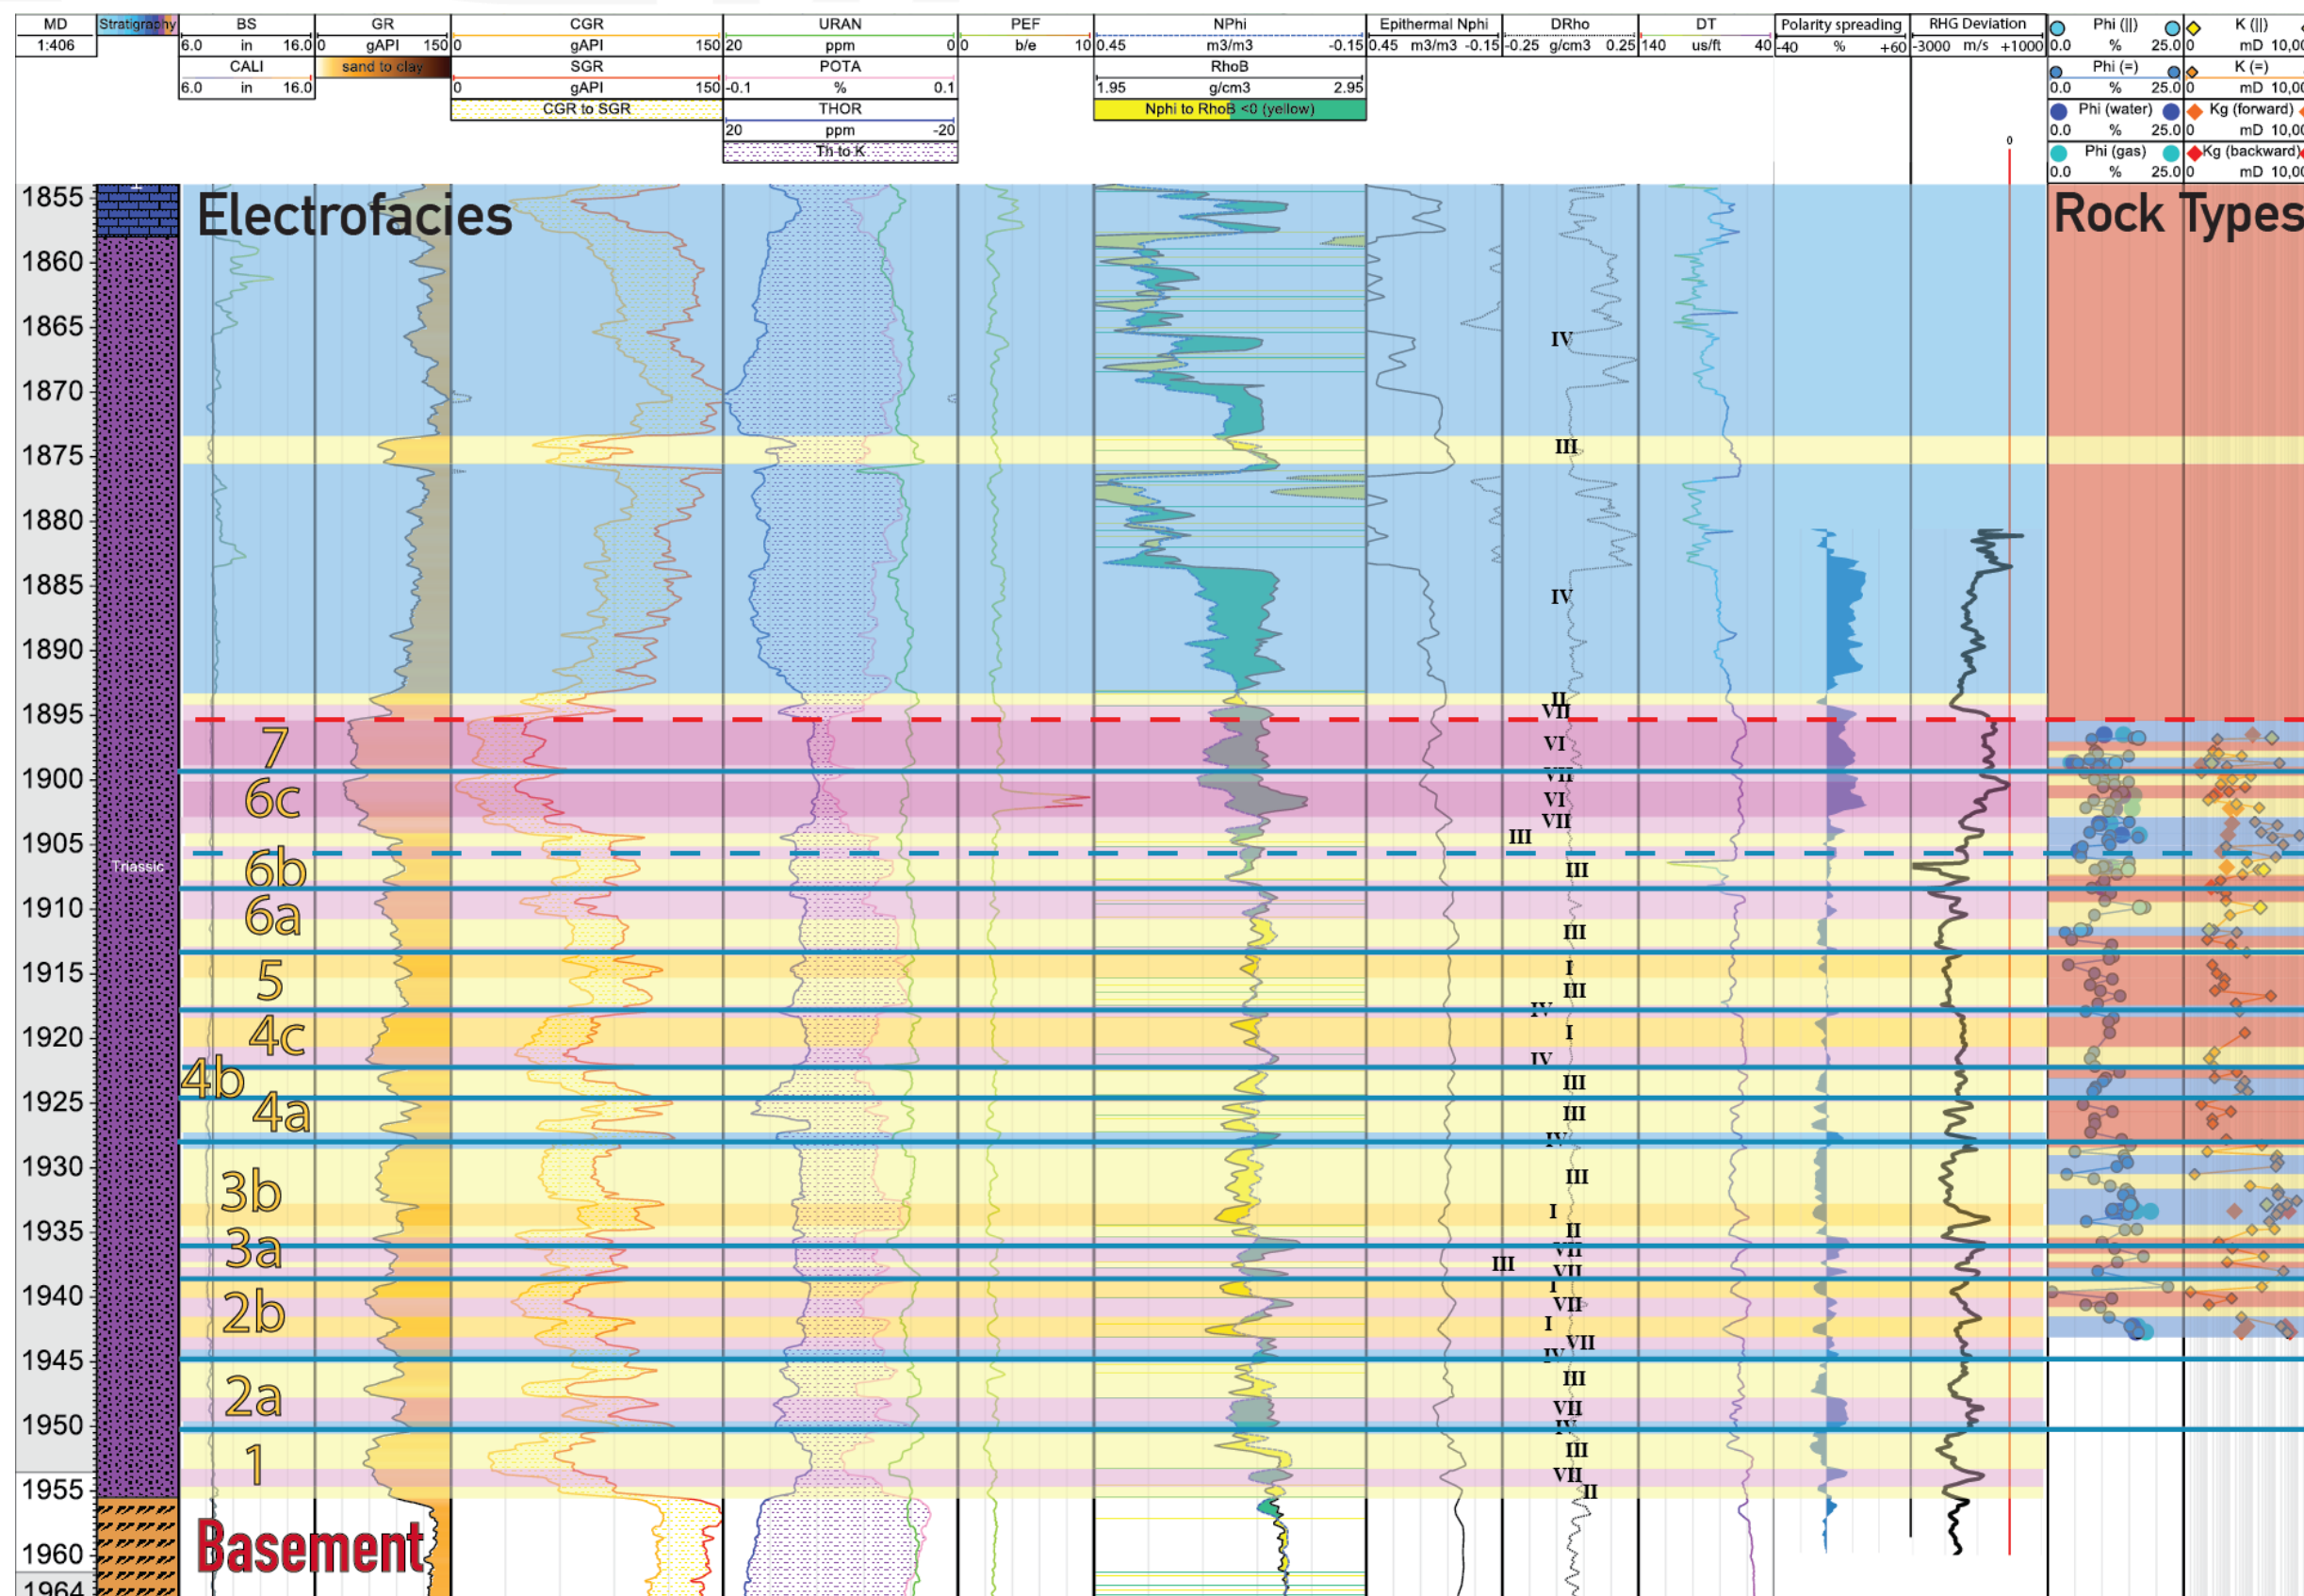 MD Stratigraphy BS GR CGR URAN PEF NPhi Epithermal Nphi DRho DT Polarity spreading RHG Deviation Phi (||) K (||)
1:406 6.0 in 16.0 0 gAPI 150 0 gAPI 150 20 ppm 0 0 b/e 10 0.45 m3/m3 -0.15 0.45 m3/m3 -0.15 -0.25 g/cm3 0.25 140 us/ft 40 -40 % +60 -3000 m/s +1000 0.0 % 25.0 0 mD 10,00
CALI sand to clay SGR POTA RhoB Phi (=) K (=)
6.0 in 16.0 0 gAPI 150 -0.1 % 0.1 1.95 g/cm3 2.95 0.0 % 25.0 0 mD 10,00
CGR to SGR THOR Nphi to RhoB <0 (yellow) Phi (water) Kg (forward)
20 ppm -20 0.0 % 25.0 0 mD 10,00
Th to K 0 Phi (gas) Kg (backward)
0.0 % 25.0 0 mD 10,00
1855 Electrofacies Rock Types
1860
1865
IV
1870
1875 III
1880
1885
IV
1890
II
1895 VII
7 VI
1900 VII
6c VI
VII
1905 III
Triassic 6b III
1910 6a
III
1915 5 I
III
IV
1920 4c I
IV
4b III
1925 4a III
IV
1930 3b III
I
1935 II
3a VII
III VII
1940 I
2b VII
I
VII
1945 IV
2a III
VII
1950 IV
1 III
VII
1955 II
Basement
1960
1964